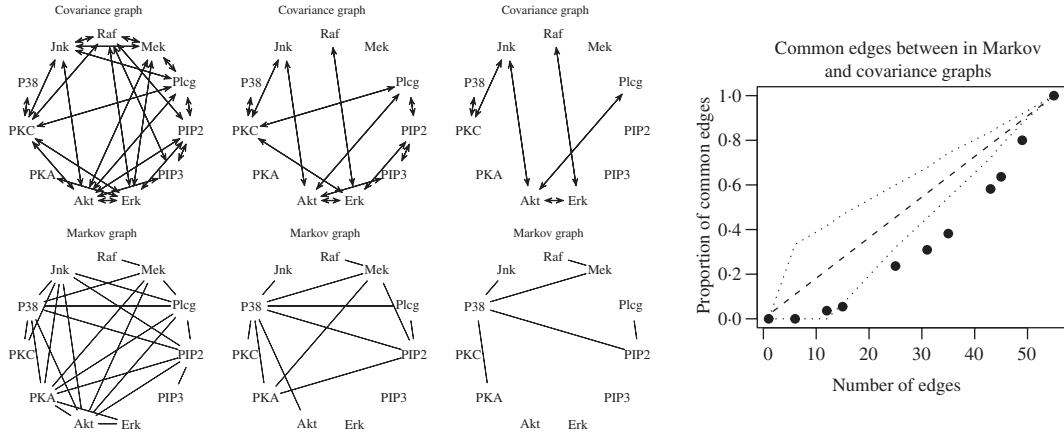 Covariance graph
Raf
Jnk
Mek
P38
Plcg
PKC
PIP2
PKA
PIP3
Akt
Erk
Covariance graph
Raf
Jnk
Mek
P38
Plcg
PKC
PIP2
PKA
PIP3
Akt
Erk
Covariance graph
Raf
Jnk
Mek
P38
Plcg
PKC
PIP2
PKA
PIP3
Akt
Erk
Markov graph
Raf
Jnk
Mek
P38
Plcg
PKC
PIP2
PKA
PIP3
Akt
Erk
Markov graph
Raf
Jnk
Mek
P38
Plcg
PKC
PIP2
PKA
PIP3
Akt
Erk
Markov graph
Raf
Jnk
Mek
P38
Plcg
PKC
PIP2
PKA
PIP3
Akt
Erk
Common edges between in Markov
and covariance graphs
Proportion of common edges
1·0
0·8
0·6
0·4
0·2
0·0
0 10 20 30 40 50
Number of edges